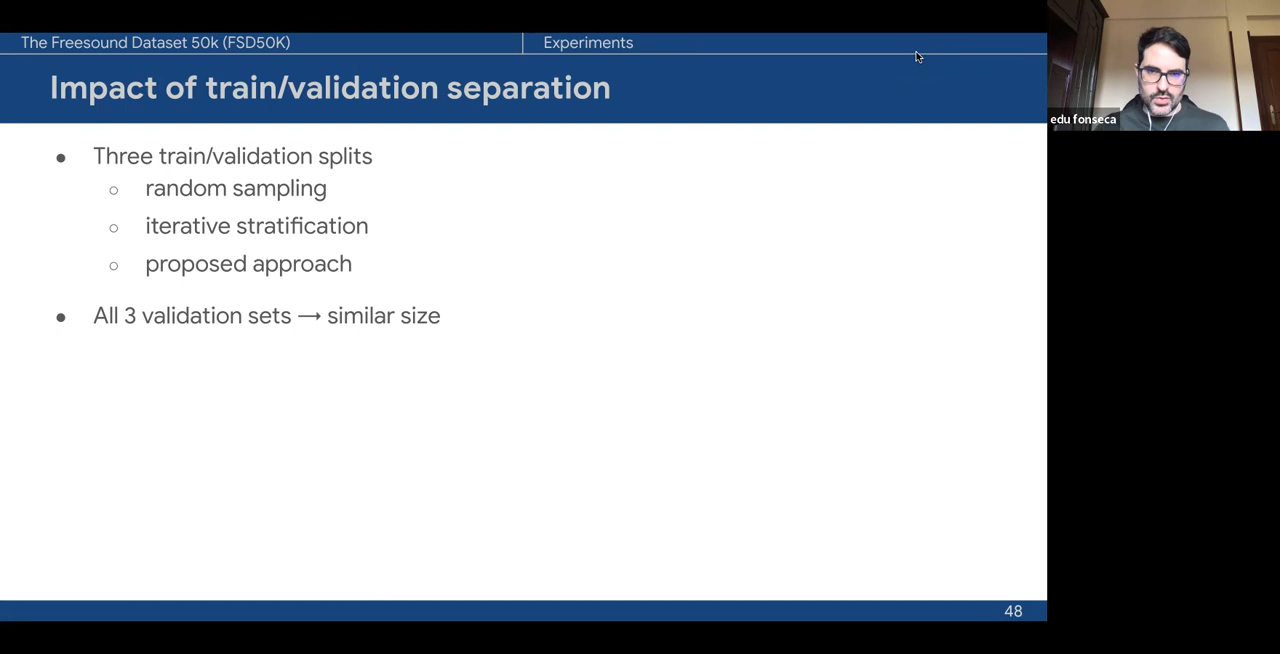 The Freesound Dataset 50k (FSD50K)
Experiments
Impact of train/validation separation
● Three train/validation splits
○ random sampling
○ iterative stratification
○ proposed approach
● All 3 validation sets → similar size
48
edu fonseca